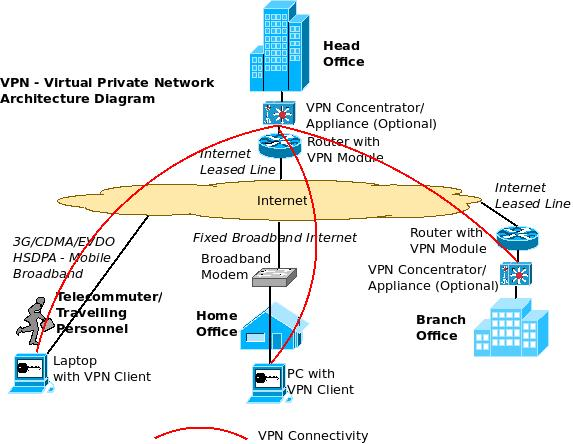 Head
Office
VPN - Virtual Private Network
Architecture Diagram
VPN Concentrator/
Appliance (Optional)
Router with
VPN Module
Internet
Leased Line
Internet
Internet
Leased Line
3G/CDMA/EVDO
HSDPA - Mobile
Broadband
Fixed Broadband Internet
Broadband
Modem
Router with
VPN Module
VPN Concentrator/
Appliance (Optional)
Telecommuter/
Travelling
Personnel
Home
Office
Branch
Office
Laptop
with VPN Client
PC with
VPN Client
VPN Connectivity